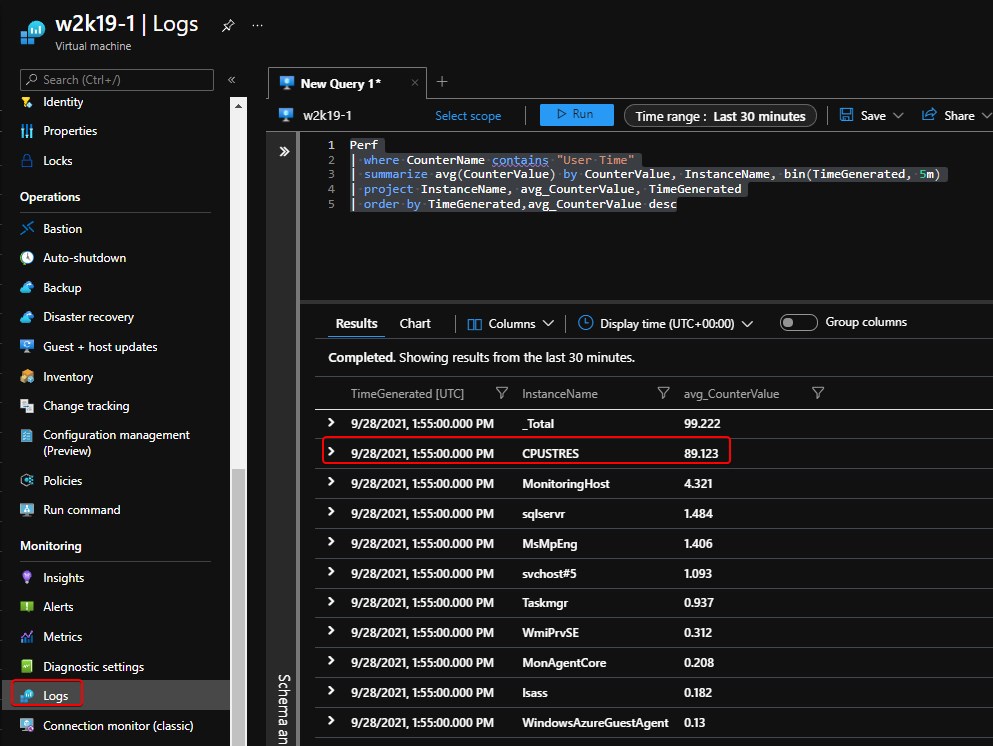 w2k19-1 | Logs
Virtual machine
Search (Ctrl+/)
Identity
Properties
Locks
Operations
Bastion
Auto-shutdown
Backup
Disaster recovery
Guest + host updates
Inventory
Change tracking
Configuration management
(Preview)
Policies
Run command
Monitoring
Insights
Alerts
Metrics
Diagnostic settings
Logs
Connection monitor (classic)
New Query 1*
w2k19-1 Select scope Run Time range : Last 30 minutes Save Share
1 Perf
2 | where CounterName contains "User Time"
3 | summarize avg(CounterValue) by CounterValue, InstanceName, bin(TimeGenerated, 5m)
4 | project InstanceName, avg_CounterValue, TimeGenerated
5 | order by TimeGenerated,avg_CounterValue desc
Results Chart Columns Display time (UTC+00:00) Group columns
Completed. Showing results from the last 30 minutes.
TimeGenerated [UTC] InstanceName avg_CounterValue
9/28/2021, 1:55:00.000 PM _Total 99.222
9/28/2021, 1:55:00.000 PM CPUSTRES 89.123
9/28/2021, 1:55:00.000 PM MonitoringHost 4.321
9/28/2021, 1:55:00.000 PM sqlservr 1.484
9/28/2021, 1:55:00.000 PM MsMpEng 1.406
9/28/2021, 1:55:00.000 PM svchost#5 1.093
9/28/2021, 1:55:00.000 PM Taskmgr 0.937
9/28/2021, 1:55:00.000 PM WmiPrvSE 0.312
9/28/2021, 1:55:00.000 PM MonAgentCore 0.208
9/28/2021, 1:55:00.000 PM lsass 0.182
9/28/2021, 1:55:00.000 PM WindowsAzureGuestAgent 0.13
Schema an